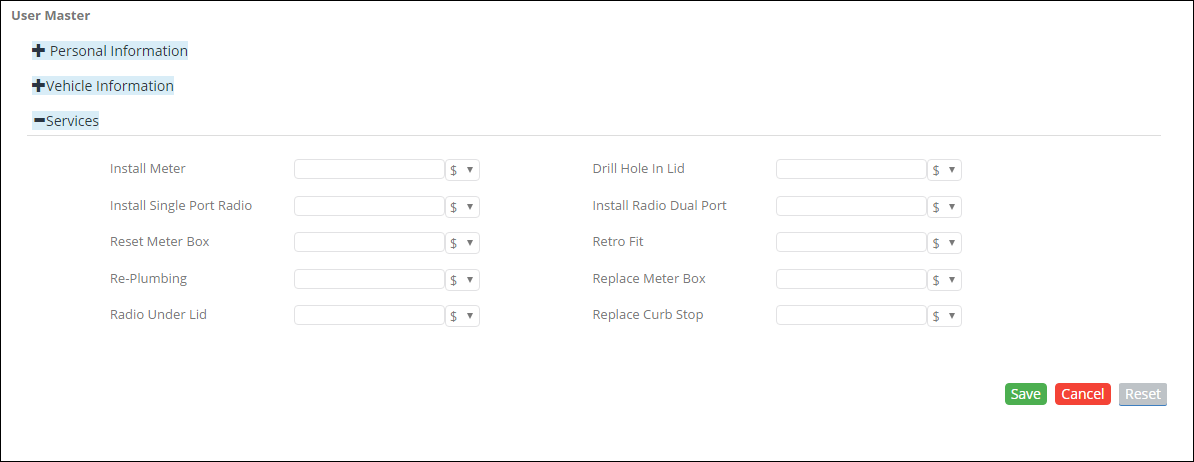 User Master
Personal Information
Vehicle Information
Services
Install Meter $ Drill Hole In Lid $
Install Single Port Radio $ Install Radio Dual Port $
Reset Meter Box $ Retro Fit $
Re-Plumbing $ Replace Meter Box $
Radio Under Lid $ Replace Curb Stop $
Save Cancel Reset